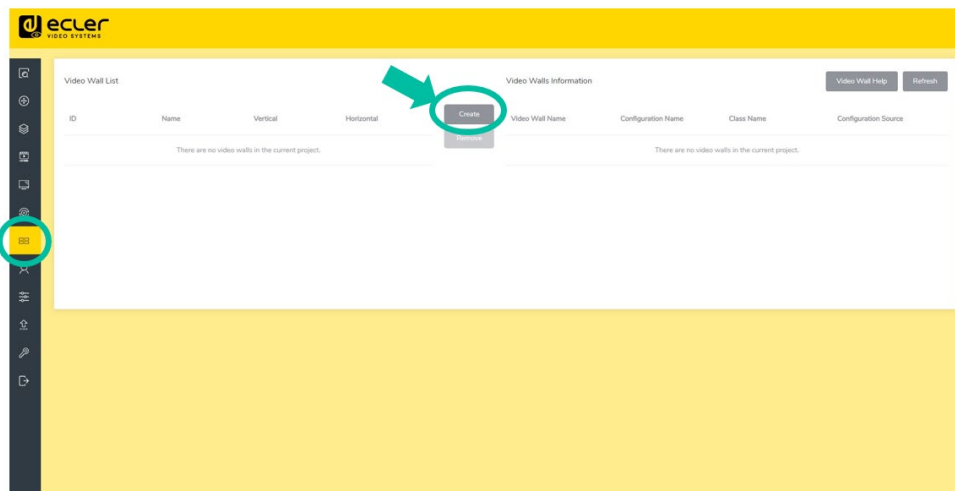 ecler
VIDEO SYSTEMS
Video Wall List
ID Name Vertical Horizontal
There are no video walls in the current project.
Create
Remove
Video Walls Information
Video Wall Help Refresh
Video Wall Name Configuration Name Class Name Configuration Source
There are no video walls in the current project.